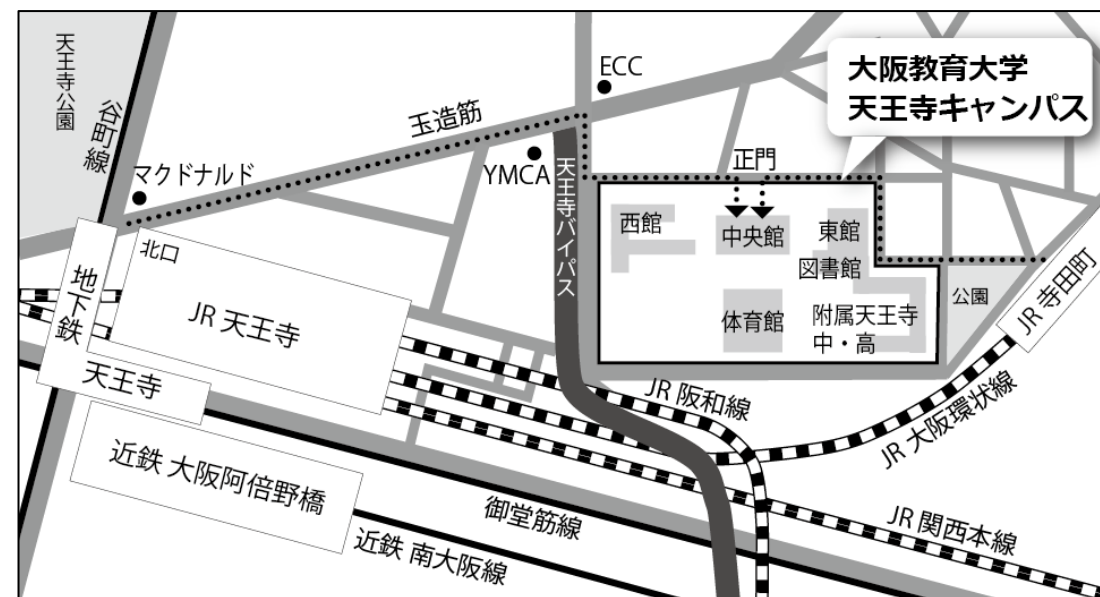 天王寺公園
谷町線
ECC
大阪教育大学
天王寺キャンパス
玉造筋
マクドナルド
YMCA
正門
天王寺バイパス
西館
中央館
東館
図書館
北口
地下鉄
JR 天王寺
体育館
附属天王寺
中・高
公園
JR 寺田町
天王寺
JR 阪和線
JR 大阪環状線
近鉄 大阪阿倍野橋
御堂筋線
JR 関西本線
近鉄 南大阪線